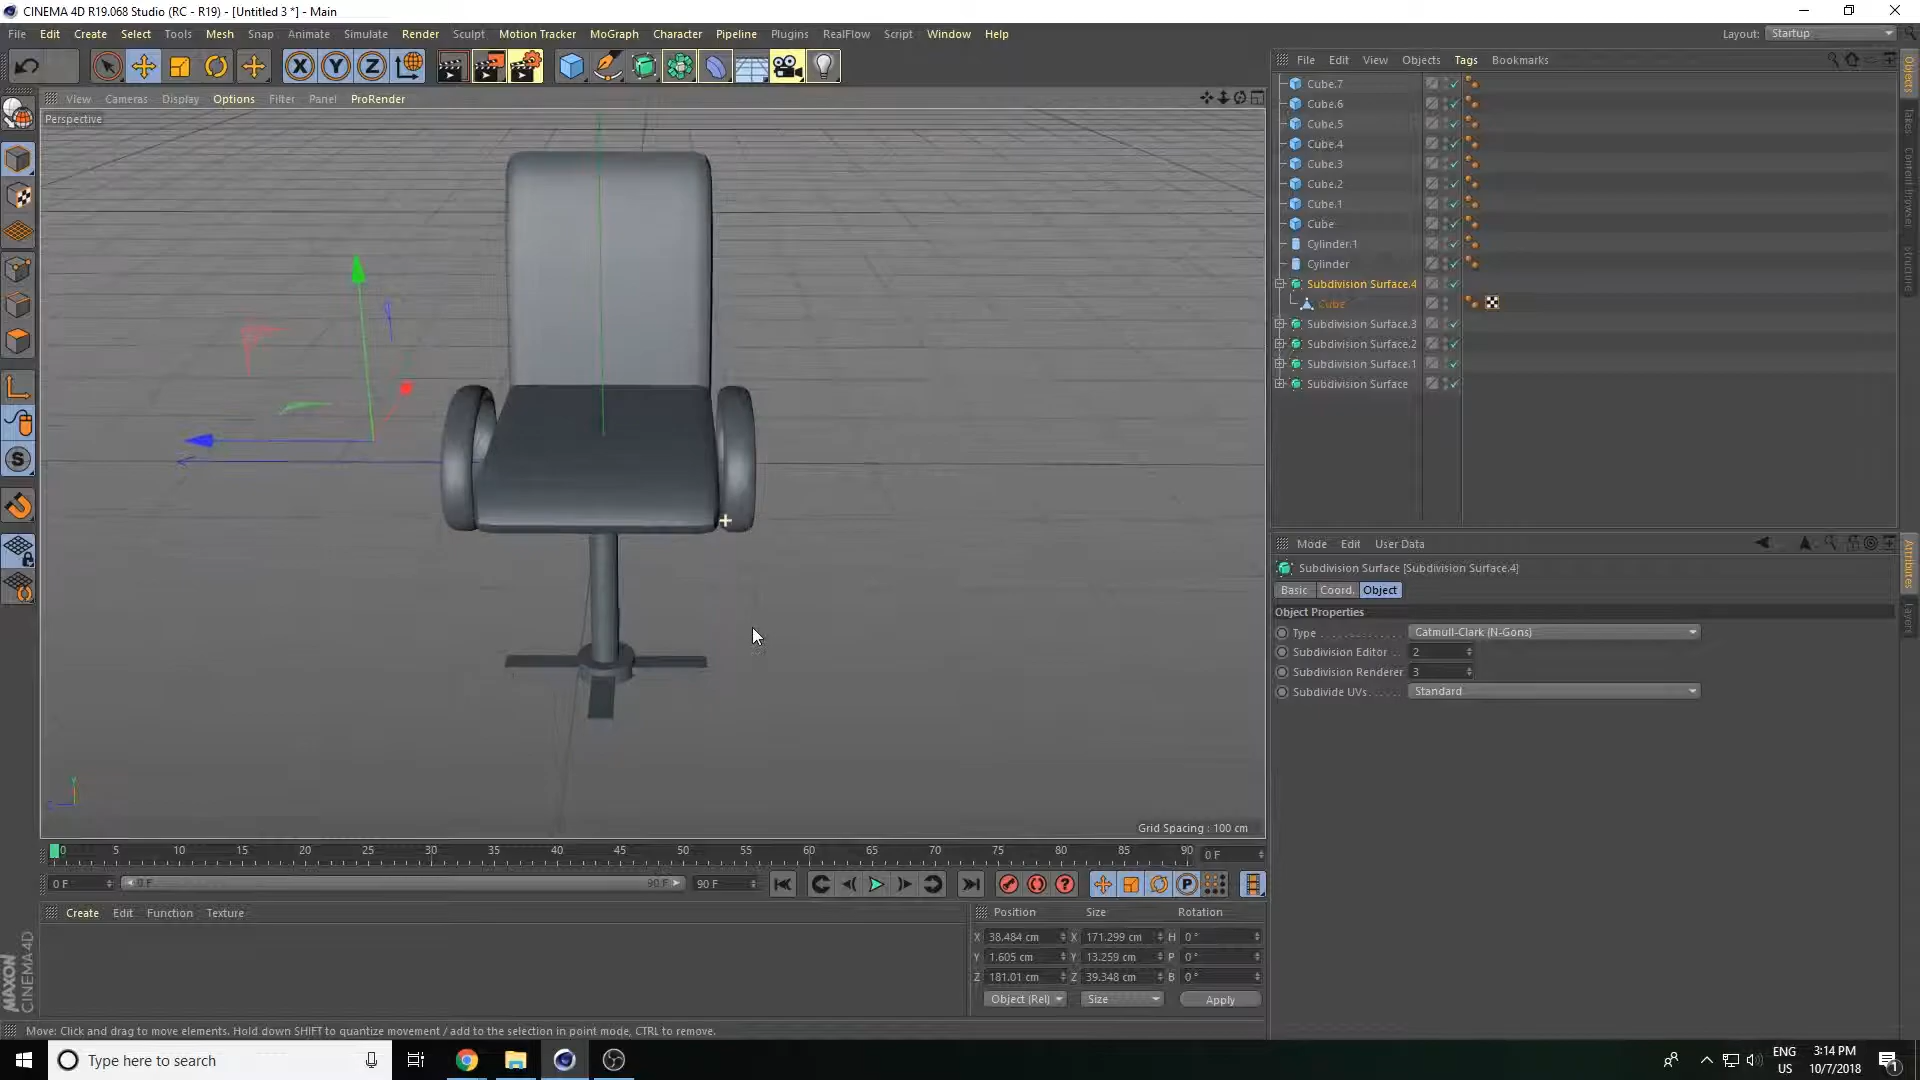 CINEMA 4D R19.068 Studio (RC - R19) - [Untitled 3 *] - Main
File Edit Create Select Tools Mesh Snap Animate Simulate Render Sculpt Motion Tracker MoGraph Character Pipeline Plugins RealFlow Script Window Help
Layout: Startup
View Cameras Display Options Filter Panel ProRender
Perspective
File Edit View Objects Tags Bookmarks
Cube.7
Cube.6
Cube.5
Cube.4
Cube.3
Cube.2
Cube.1
Cube
Cylinder.1
Cylinder
Subdivision Surface.4
Cube
Subdivision Surface.3
Subdivision Surface.2
Subdivision Surface.1
Subdivision Surface
Objects
Takes
Content Browser
Structure
Mode Edit User Data
Subdivision Surface [Subdivision Surface.4]
Basic Coord. Object
Object Properties
Type Catmull-Clark (N-Gons)
Subdivision Editor 2
Subdivision Renderer 3
Subdivide UVs Standard
Attributes
Layers
Grid Spacing : 100 cm
0 5 10 15 20 25 30 35 40 45 50 55 60 65 70 75 80 85 90 0 F
0 F 0 F 90 F 90 F
Create Edit Function Texture
Position Size Rotation
X 38.484 cm X 171.299 cm H 0 °
Y 1.605 cm Y 13.259 cm P 0 °
Z 181.01 cm Z 39.348 cm B 0 °
Object (Rel) Size Apply
MAXON CINEMA 4D
Move: Click and drag to move elements. Hold down SHIFT to quantize movement / add to the selection in point mode, CTRL to remove.
Type here to search
ENG
US
3:14 PM
10/7/2018
1